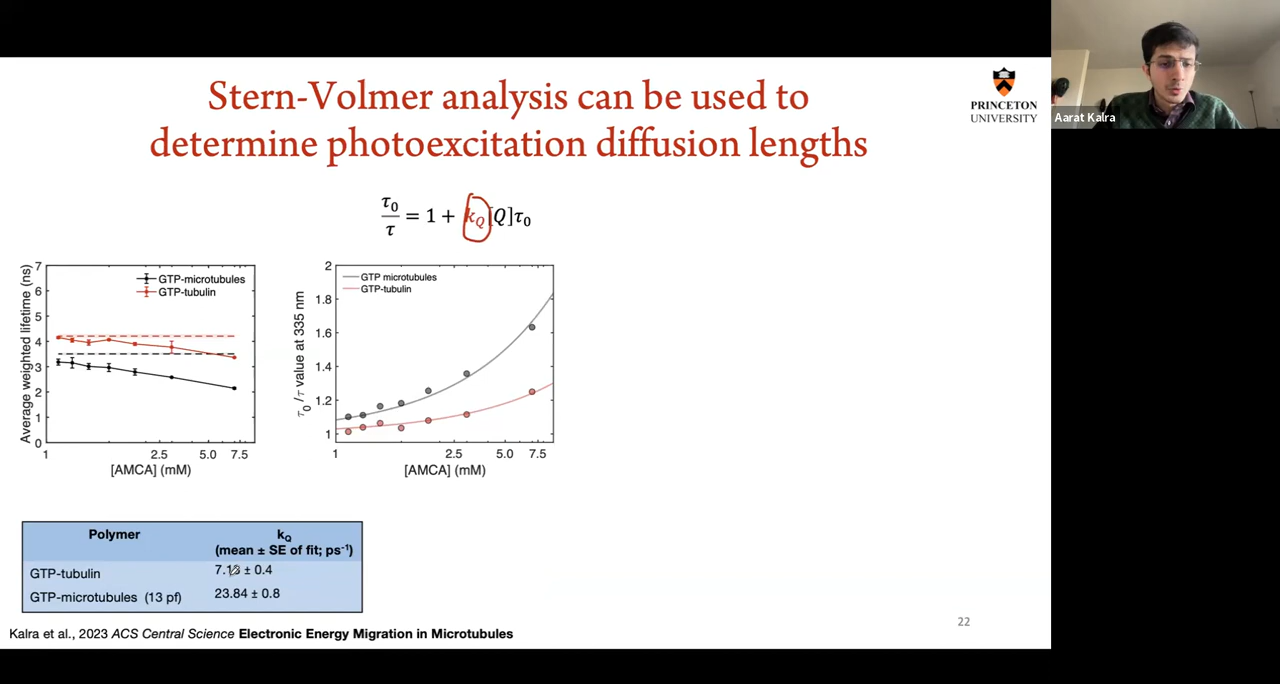 Stern-Volmer analysis can be used to
determine photoexcitation diffusion lengths
PRINCETON
UNIVERSITY
Aarat Kalra
τ₀/τ = 1 + k_Q[Q]τ₀
Average weighted lifetime (ns)
7
6
5
4
3
2
1
0
GTP-microtubules
GTP-tubulin
1
2.5
5.0
7.5
[AMCA] (mM)
τ₀/τ value at 335 nm
2
1.8
1.6
1.4
1.2
1
GTP microtubules
GTP-tubulin
1
2.5
5.0
7.5
[AMCA] (mM)
Polymer
k_Q
(mean ± SE of fit; ps⁻¹)
GTP-tubulin
± 0.4
GTP-microtubules (13 pf)
23.84 ± 0.8
22
Kalra et al., 2023 ACS Central Science Electronic Energy Migration in Microtubules